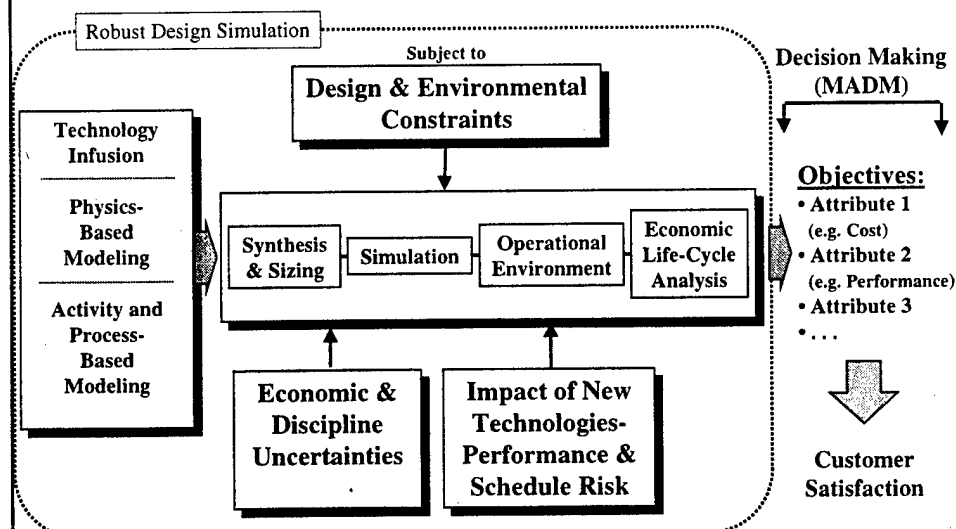 Robust Design Simulation
Subject to
Design & Environmental
Constraints
Technology
Infusion
Physics-
Based
Modeling
Activity and
Process-
Based
Modeling
Synthesis
& Sizing
Simulation
Operational
Environment
Economic
Life-Cycle
Analysis
Economic &
Discipline
Uncertainties
Impact of New
Technologies-
Performance &
Schedule Risk
Decision Making
(MADM)
Objectives:
• Attribute 1
(e.g. Cost)
• Attribute 2
(e.g. Performance)
• Attribute 3
• . . .
Customer
Satisfaction